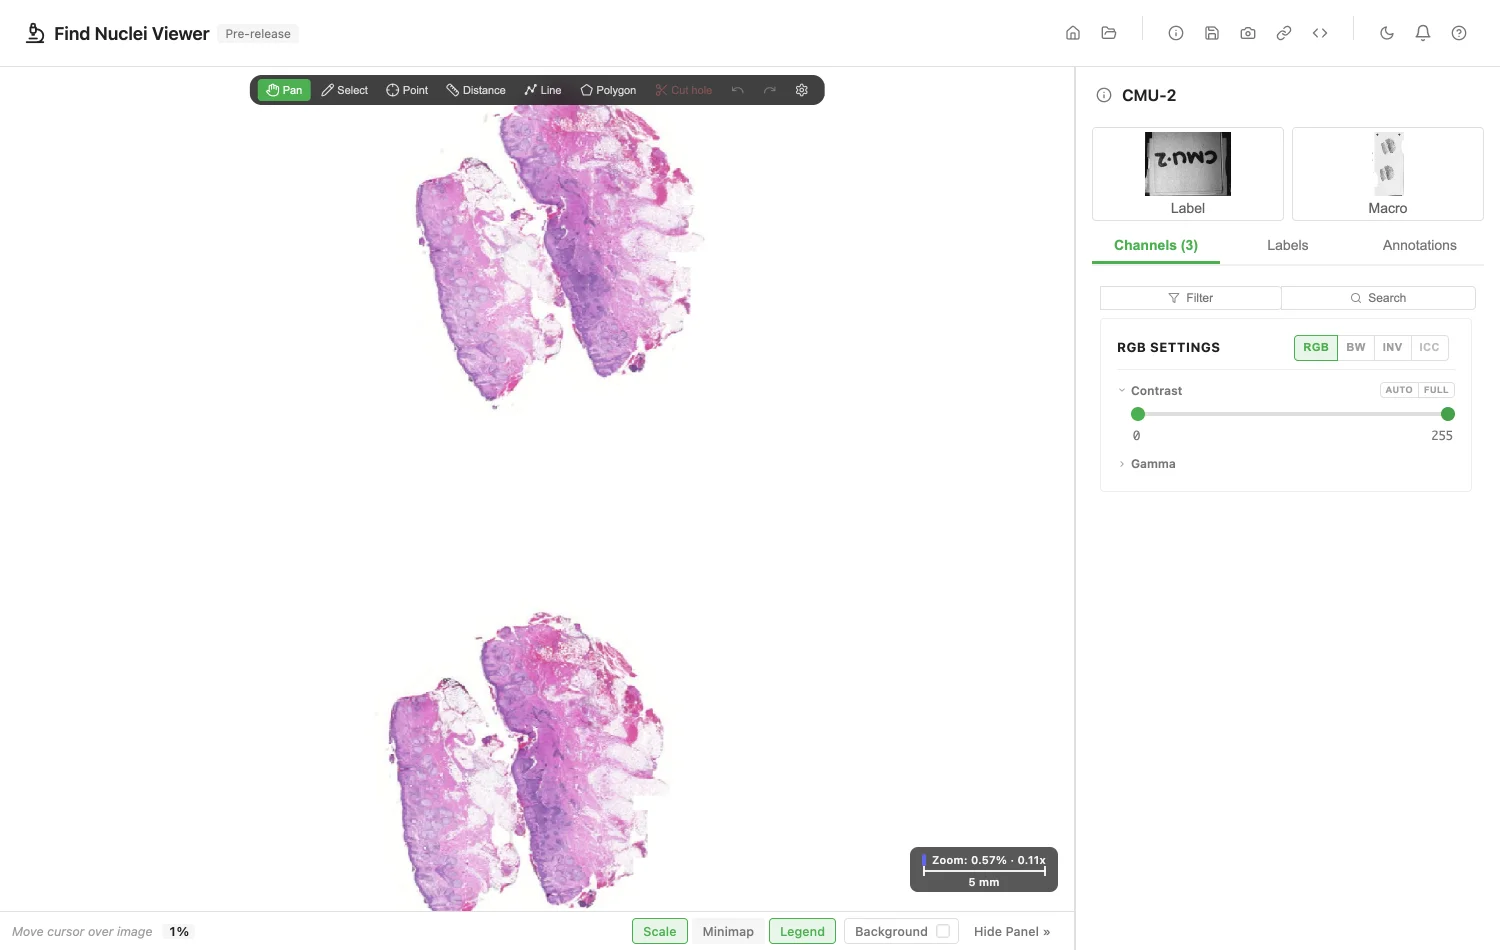 Find Nuclei Viewer Pre-release
Pan Select Point Distance Line Polygon Cut hole
CMU-2
CMU-2
Label Macro
Channels (3) Labels Annotations
Filter Search
RGB SETTINGS RGB BW INV ICC
Contrast AUTO FULL
0 255
Gamma
Zoom: 0.57% · 0.11x
5 mm
Move cursor over image 1% Scale Minimap Legend Background Hide Panel »